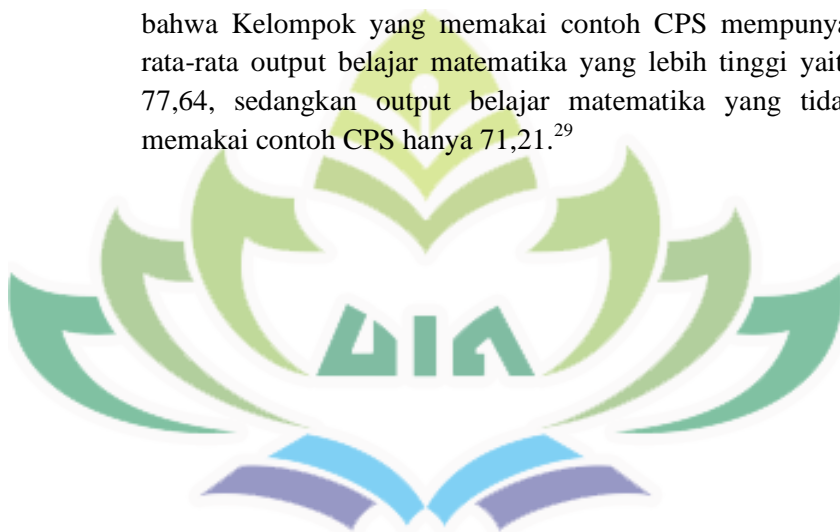 bahwa Kelompok yang memakai contoh CPS mempunya
rata-rata output belajar matematika yang lebih tinggi yait
77,64, sedangkan output belajar matematika yang tida
memakai contoh CPS hanya 71,21.²⁹
UIN